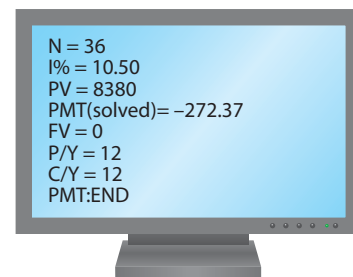 N = 36
I% = 10.50
PV = 8380
PMT(solved)= –272.37
FV = 0
P/Y = 12
C/Y = 12
PMT:END